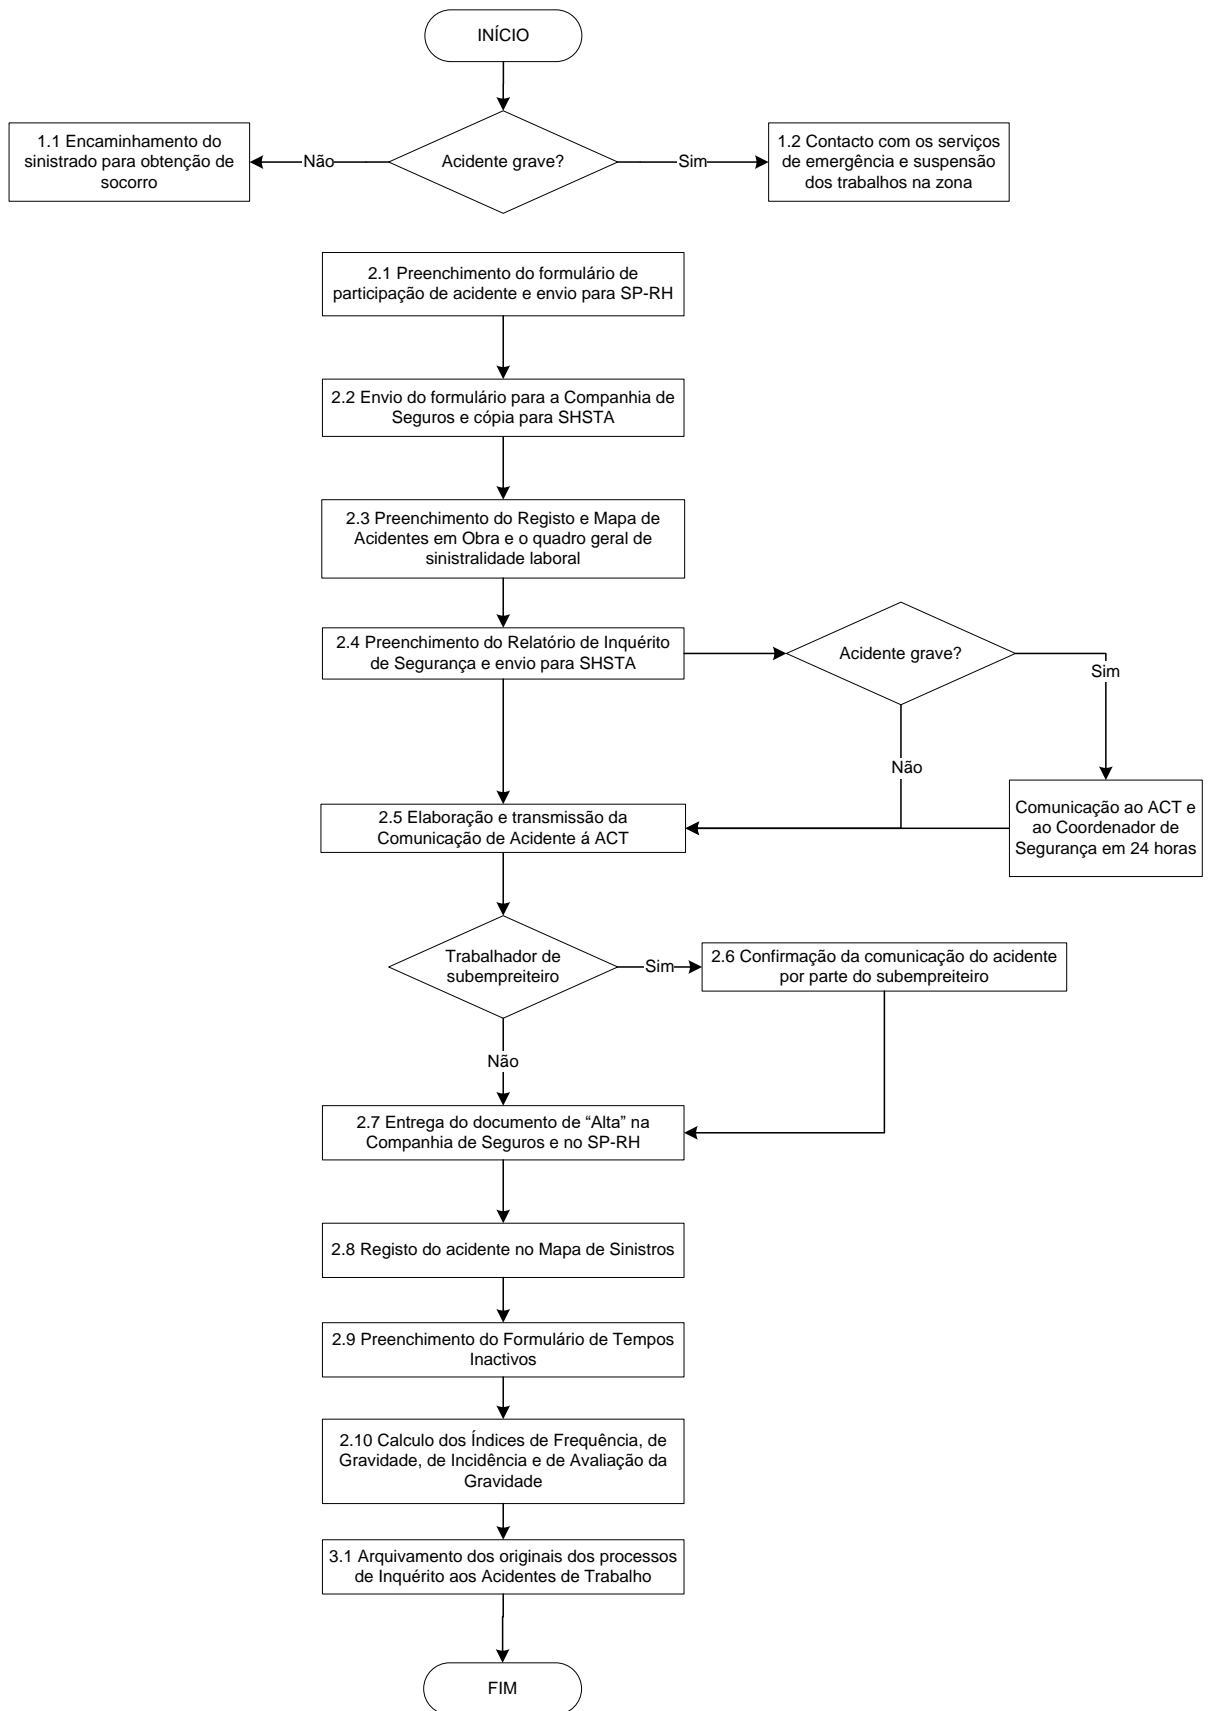 INÍCIO
1.1 Encaminhamento do
sinistrado para obtenção de
socorro
Não
Acidente grave?
Sim
1.2 Contacto com os serviços
de emergência e suspensão
dos trabalhos na zona
2.1 Preenchimento do formulário de
participação de acidente e envio para SP-RH
2.2 Envio do formulário para a Companhia de
Seguros e cópia para SHSTA
2.3 Preenchimento do Registo e Mapa de
Acidentes em Obra e o quadro geral de
sinistralidade laboral
2.4 Preenchimento do Relatório de Inquérito
de Segurança e envio para SHSTA
Acidente grave?
Sim
Não
Comunicação ao ACT e
ao Coordenador de
Segurança em 24 horas
2.5 Elaboração e transmissão da
Comunicação de Acidente á ACT
Trabalhador de
subempreiteiro
Sim
2.6 Confirmação da comunicação do acidente
por parte do subempreiteiro
Não
2.7 Entrega do documento de “Alta” na
Companhia de Seguros e no SP-RH
2.8 Registo do acidente no Mapa de Sinistros
2.9 Preenchimento do Formulário de Tempos
Inactivos
2.10 Calculo dos Índices de Frequência, de
Gravidade, de Incidência e de Avaliação da
Gravidade
3.1 Arquivamento dos originais dos processos
de Inquérito aos Acidentes de Trabalho
FIM